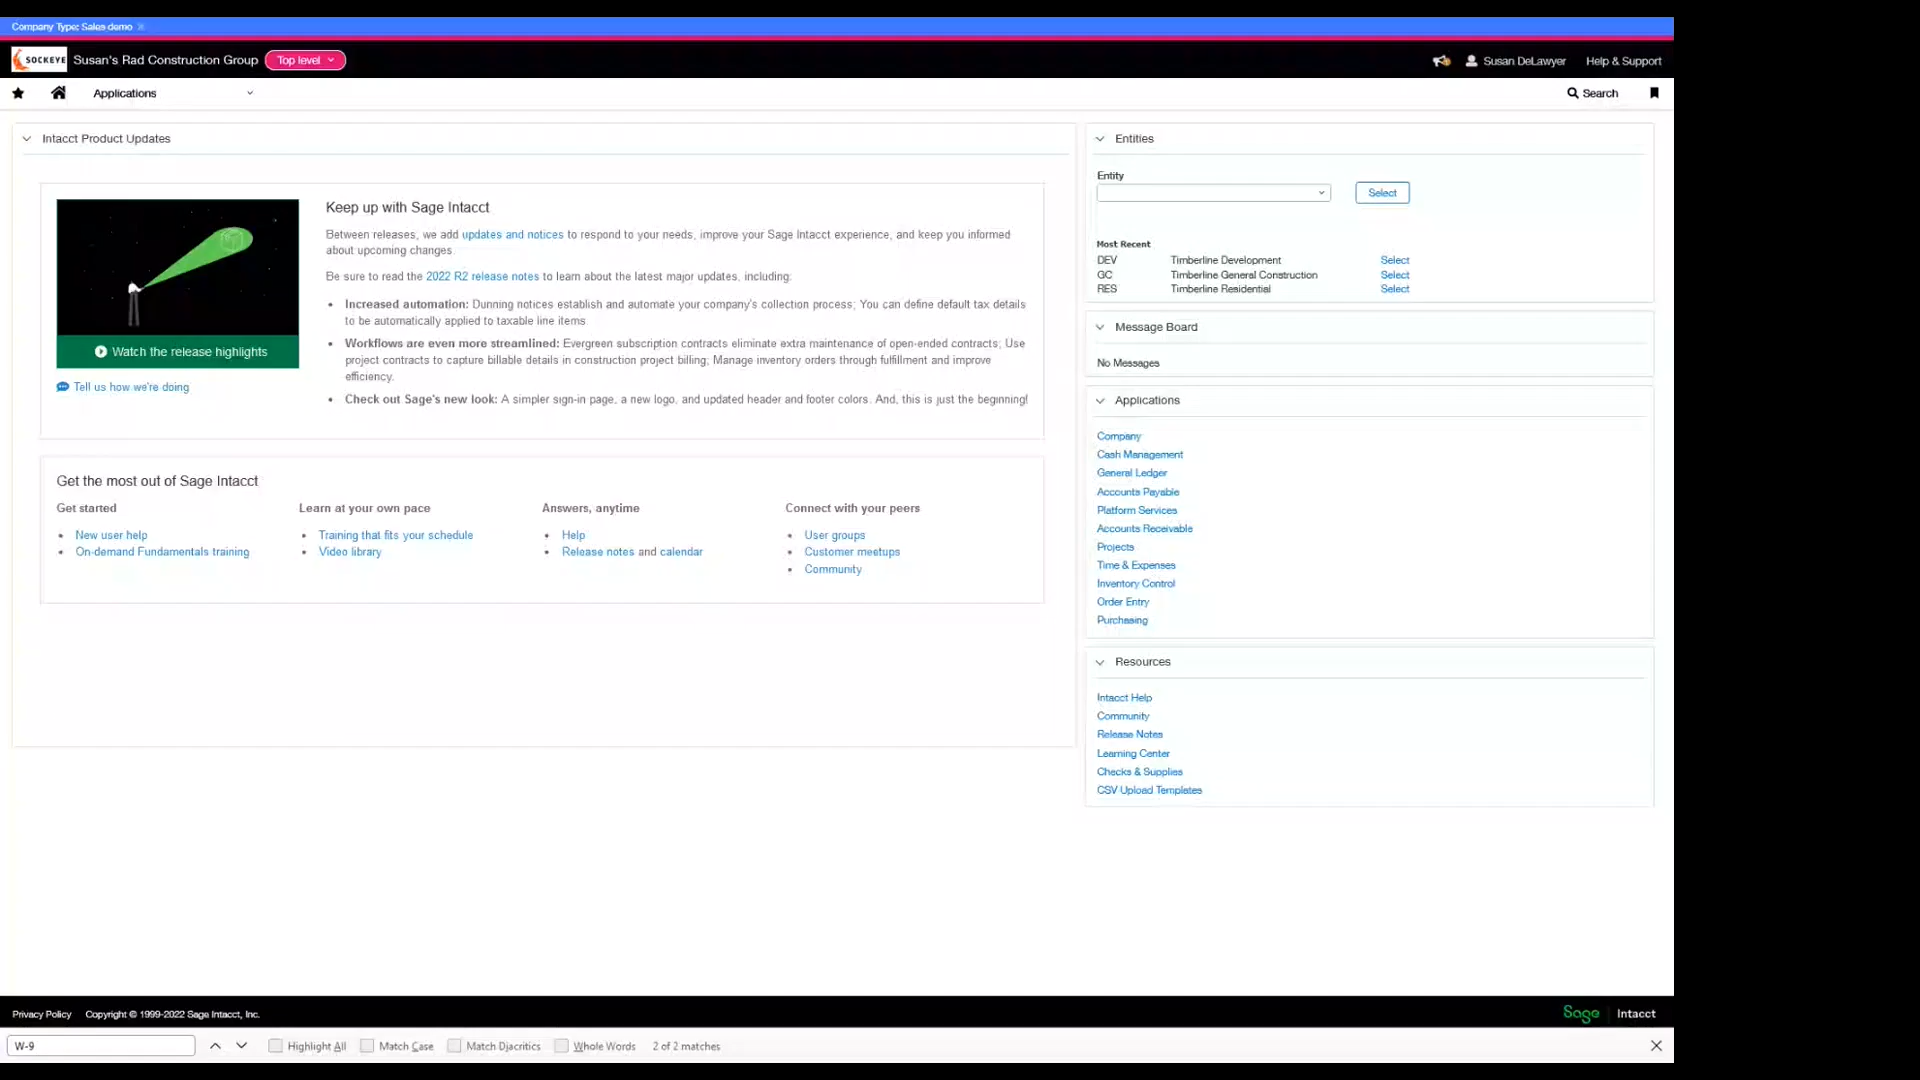 Company Type: Sales demo
SOCKEYE Susan's Rad Construction Group Top level
Susan DeLawyer Help & Support
Applications
Search
Intacct Product Updates
Keep up with Sage Intacct
Between releases, we add updates and notices to respond to your needs, improve your Sage Intacct experience, and keep you informed
about upcoming changes.
Be sure to read the 2022 R2 release notes to learn about the latest major updates, including:
Increased automation: Dunning notices establish and automate your company's collection process; You can define default tax details
to be automatically applied to taxable line items.
Workflows are even more streamlined: Evergreen subscription contracts eliminate extra maintenance of open-ended contracts; Use
project contracts to capture billable details in construction project billing; Manage inventory orders through fulfillment and improve
efficiency.
Check out Sage's new look: A simpler sign-in page, a new logo, and updated header and footer colors. And, this is just the beginning!
Watch the release highlights
Tell us how we're doing
Get the most out of Sage Intacct
Get started
New user help
On-demand Fundamentals training
Learn at your own pace
Training that fits your schedule
Video library
Answers, anytime
Help
Release notes and calendar
Connect with your peers
User groups
Customer meetups
Community
Entities
Entity
Select
Most Recent
DEV Timberline Development Select
GC Timberline General Construction Select
RES Timberline Residential Select
Message Board
No Messages
Applications
Company
Cash Management
General Ledger
Accounts Payable
Platform Services
Accounts Receivable
Projects
Time & Expenses
Inventory Control
Order Entry
Purchasing
Resources
Intacct Help
Community
Release Notes
Learning Center
Checks & Supplies
CSV Upload Templates
Privacy Policy Copyright © 1999-2022 Sage Intacct, Inc.
Sage Intacct
W-9 Highlight All Match Case Match Diacritics Whole Words 2 of 2 matches